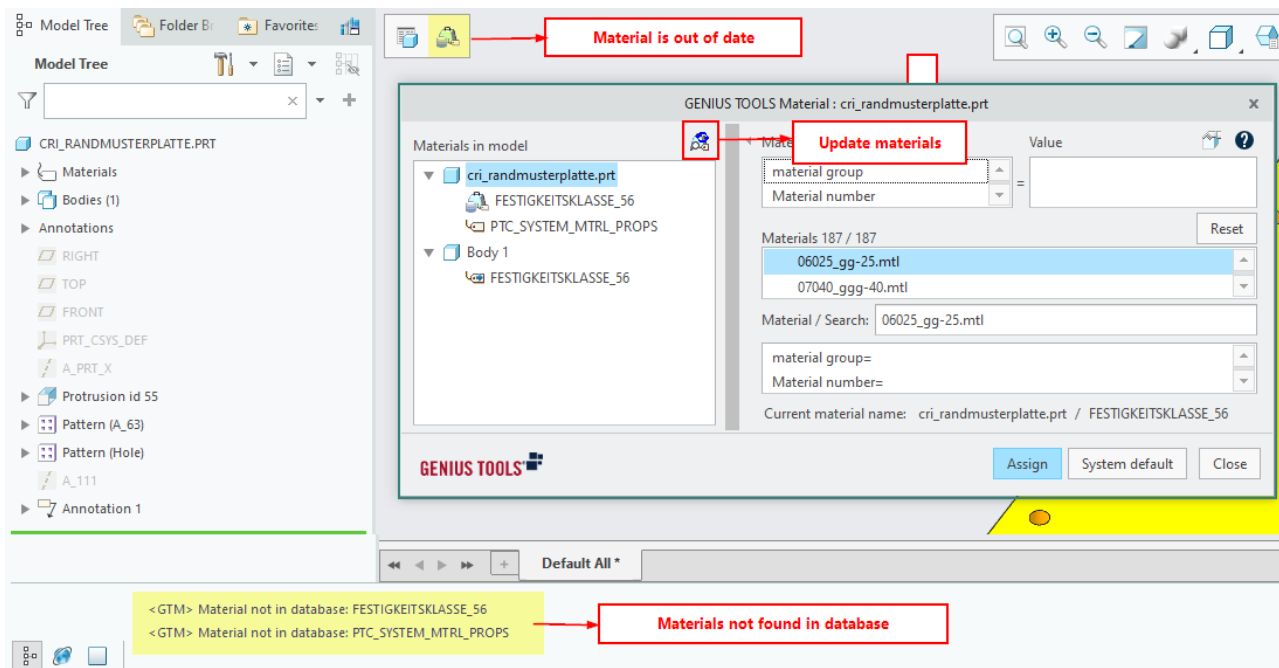 Model Tree
Folder Br
Favorites
Material is out of date
Model Tree
CRI_RANDMUSTERPLATTE.PRT
Materials
Bodies (1)
Annotations
RIGHT
TOP
FRONT
PRT_CSYS_DEF
A_PRT_X
Protrusion id 55
Pattern (A_63)
Pattern (Hole)
A_111
Annotation 1
GENIUS TOOLS Material : cri_randmusterplatte.prt
Materials in model
cri_randmusterplatte.prt
FESTIGKEITSKLASSE_56
PTC_SYSTEM_MTRL_PROPS
Body 1
FESTIGKEITSKLASSE_56
Update materials
Mate
Value
material group
=
Material number
Reset
Materials 187 / 187
06025_gg-25.mtl
07040_ggg-40.mtl
Material / Search: 06025_gg-25.mtl
material group=
Material number=
Current material name: cri_randmusterplatte.prt / FESTIGKEITSKLASSE_56
GENIUS TOOLS
Assign System default Close
Default All *
<GTM> Material not in database: FESTIGKEITSKLASSE_56
<GTM> Material not in database: PTC_SYSTEM_MTRL_PROPS
Materials not found in database